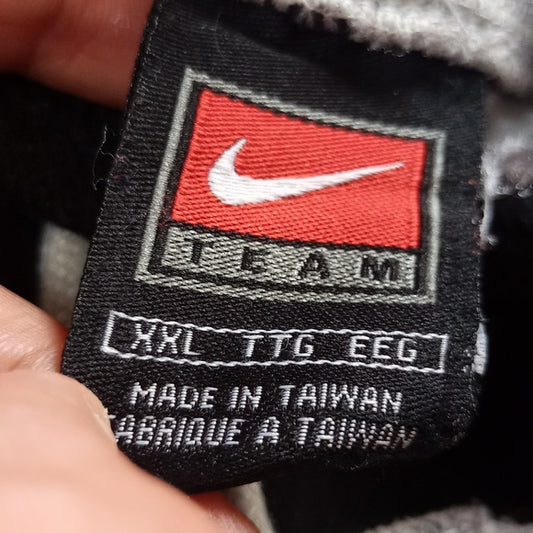 TEAM
XXL TTG EEG
MADE IN TAIWAN
FABRIQUE A TAIWAN